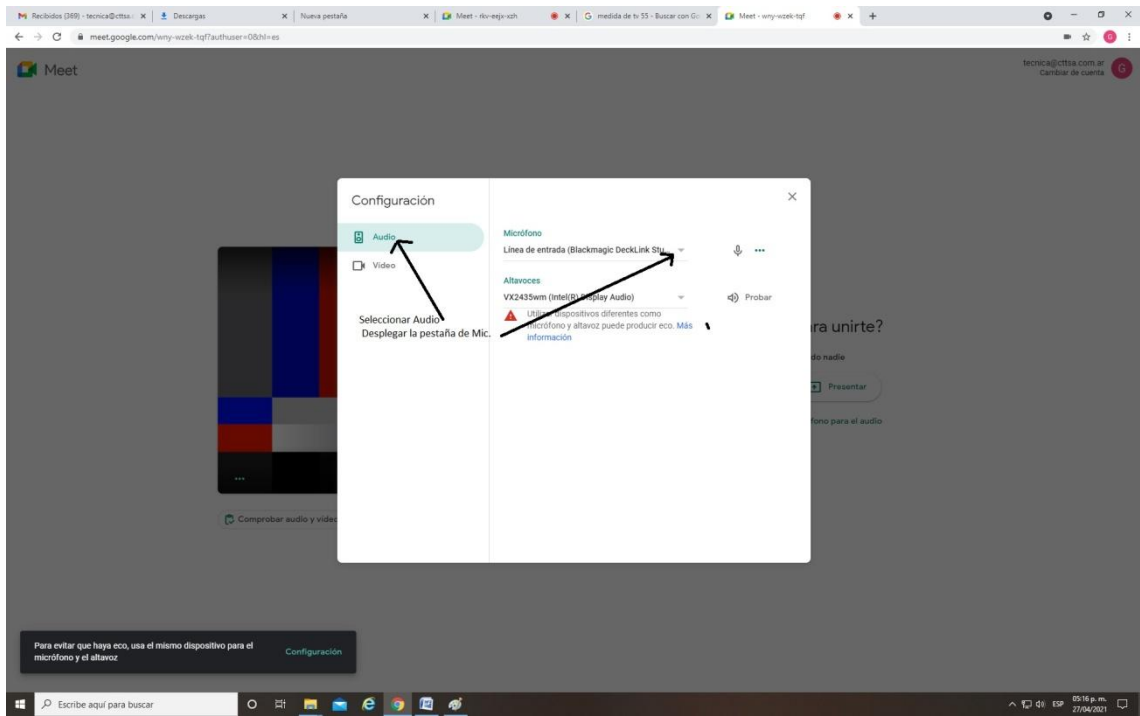 Recibidos (369) - tecnica@cttsa.
Descargas
Nueva pestaña
Meet - rkv-eejx-xzh
medida de tv 55 - Buscar con Go
Meet - wny-wzek-tqf
meet.google.com/wny-wzek-tqf?authuser=0&hl=es
G
Meet
tecnica@cttsa.com.ar
Cambiar de cuenta
G
Configuración
Audio
Vídeo
Micrófono
Línea de entrada (Blackmagic DeckLink Stu...
Altavoces
VX2435wm (Intel(R) Display Audio)
Probar
Utilizar dispositivos diferentes como
micrófono y altavoz puede producir eco. Más
información
Seleccionar Audio
Desplegar la pestaña de Mic.
ra unirte?
do nadie
Presentar
fono para el audio
Comprobar audio y vídeo
Para evitar que haya eco, usa el mismo dispositivo para el
micrófono y el altavoz
Configuración
Escribe aquí para buscar
ESP
05:16 p. m.
27/04/2021